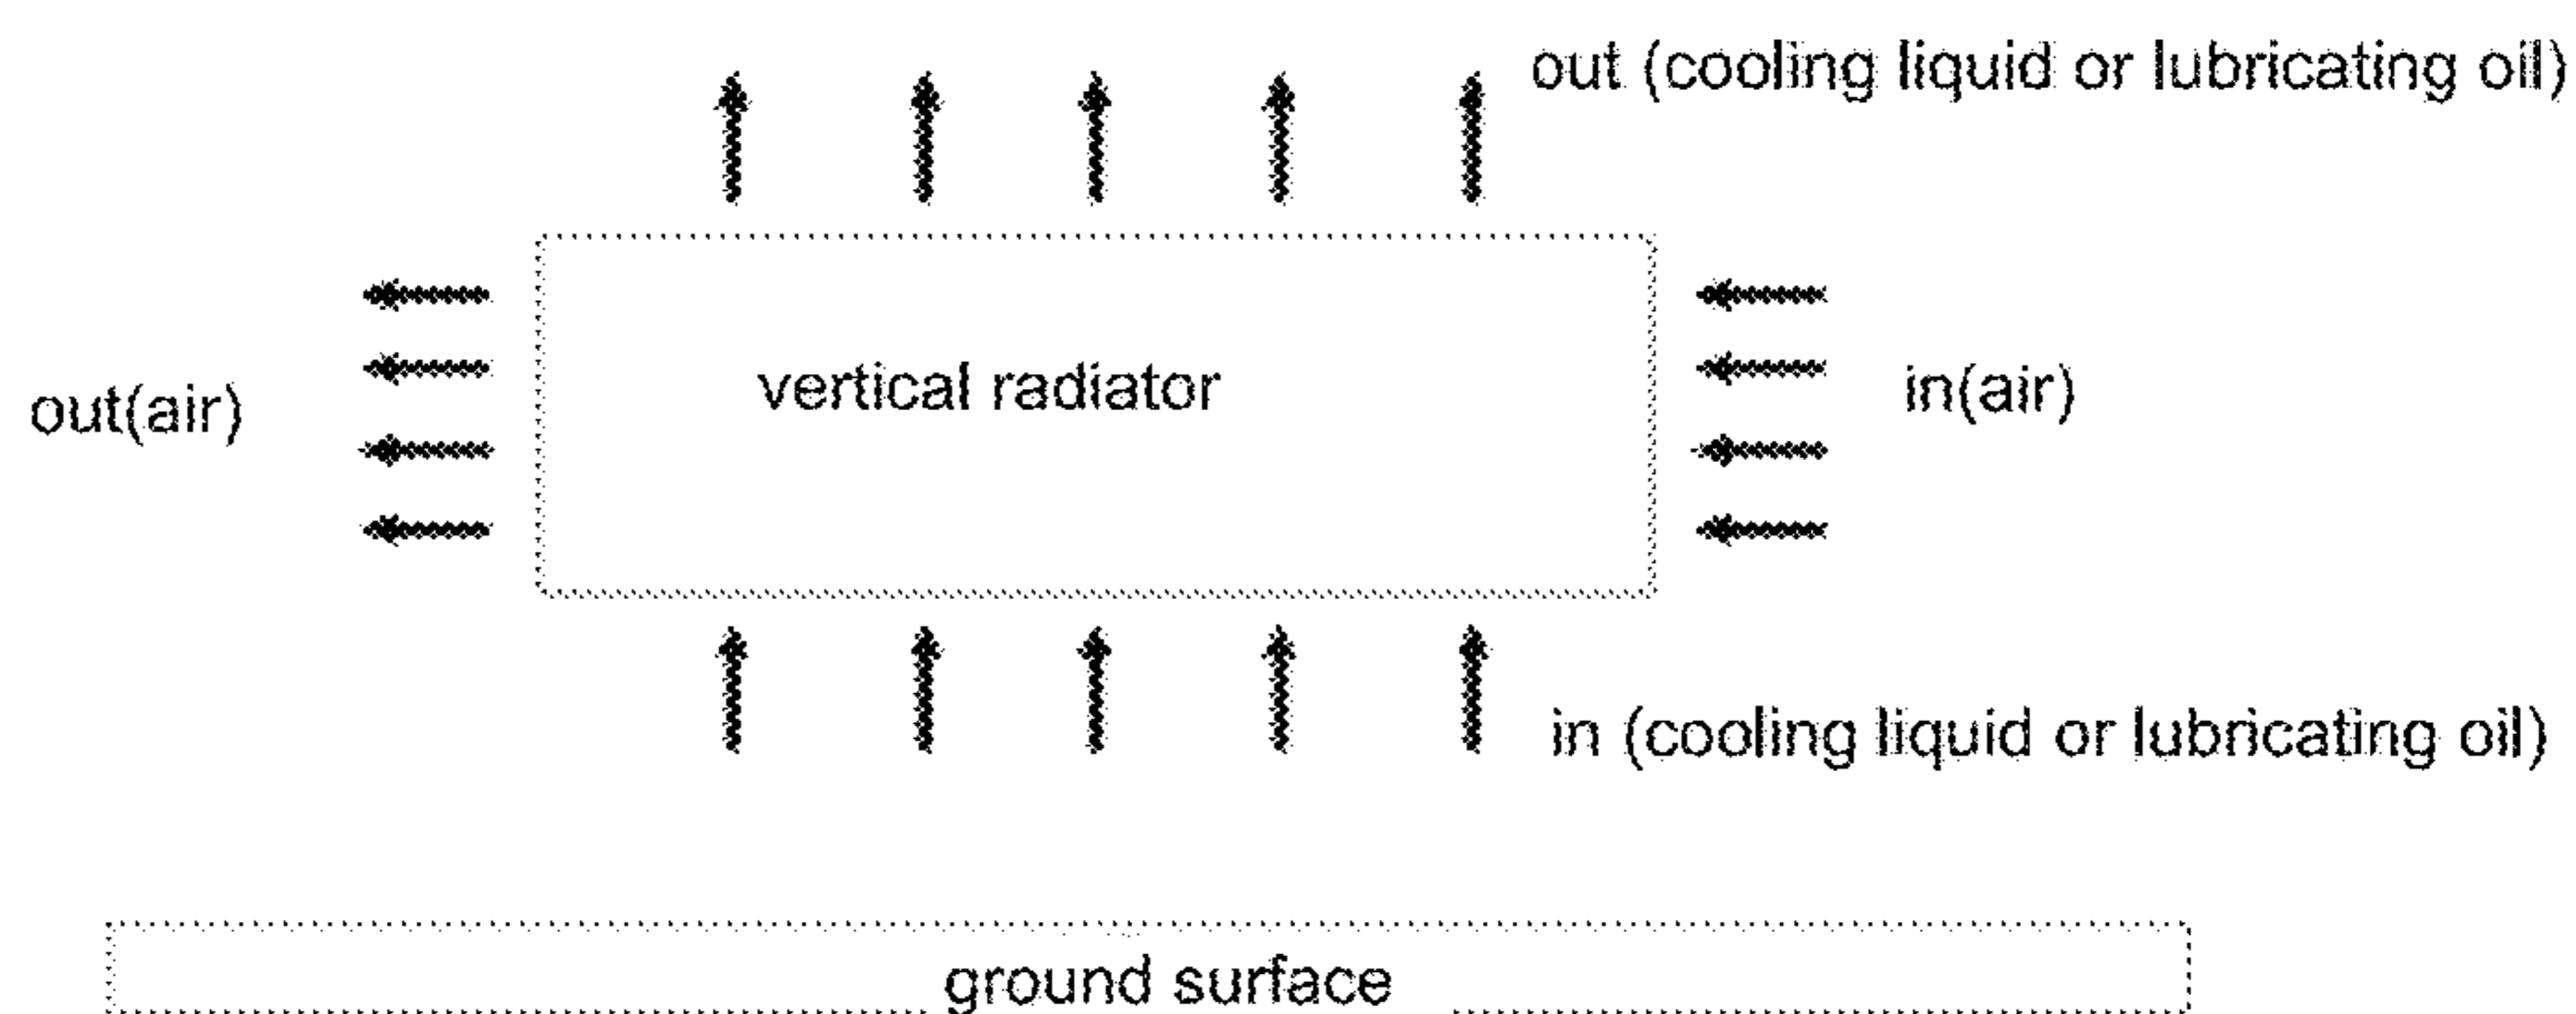 out (cooling liquid or lubricating oil)
vertical radiator
out(air)
in(air)
in (cooling liquid or lubricating oil)
ground surface